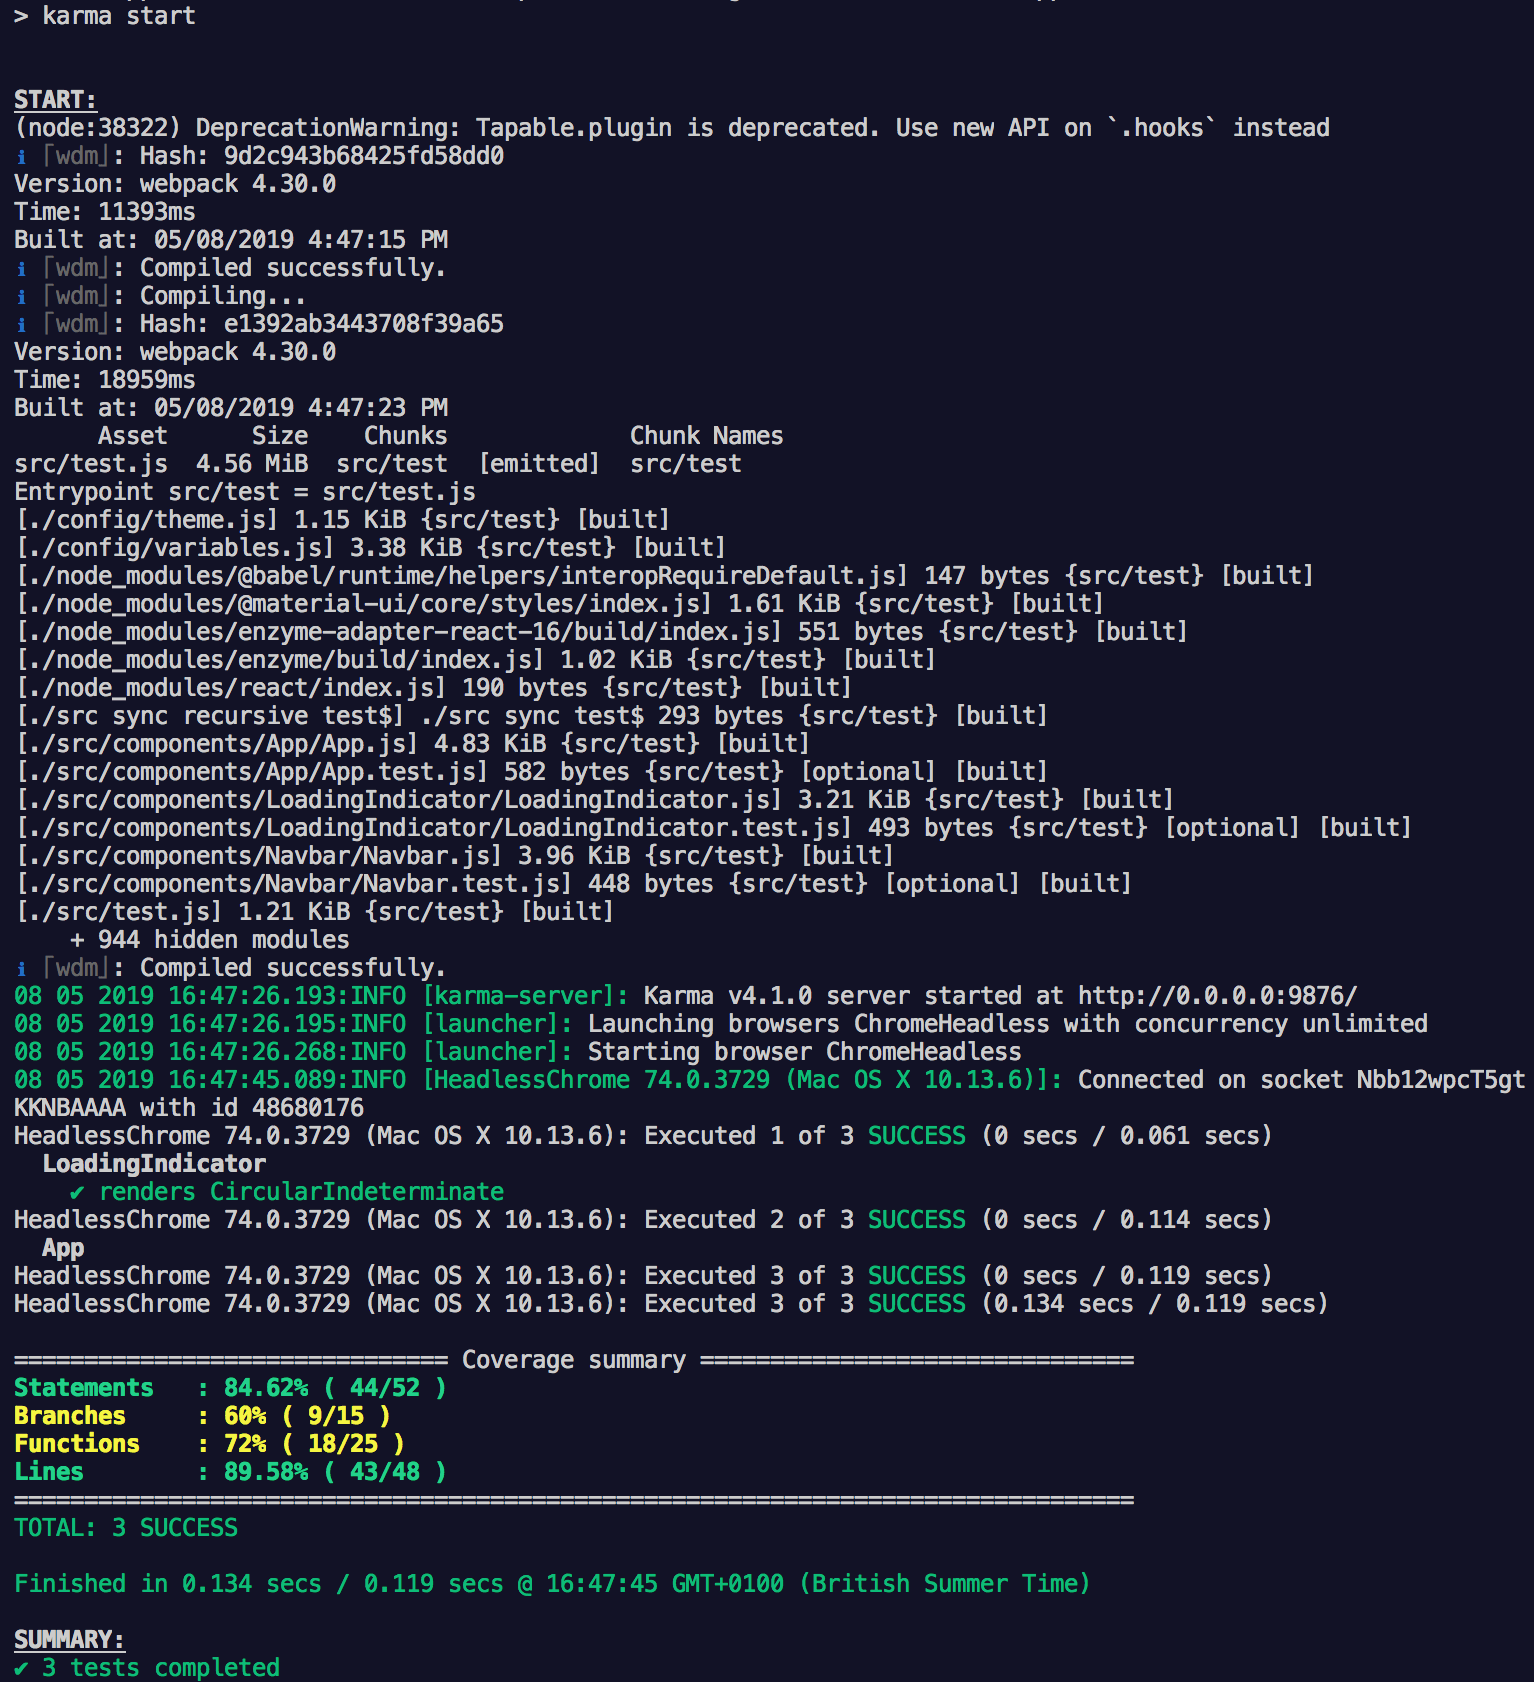 > karma start
START:
(node:38322) DeprecationWarning: Tapable.plugin is deprecated. Use new API on `.hooks` instead
ℹ ｢wdm｣: Hash: 9d2c943b68425fd58dd0
Version: webpack 4.30.0
Time: 11393ms
Built at: 05/08/2019 4:47:15 PM
ℹ ｢wdm｣: Compiled successfully.
ℹ ｢wdm｣: Compiling...
ℹ ｢wdm｣: Hash: e1392ab3443708f39a65
Version: webpack 4.30.0
Time: 18959ms
Built at: 05/08/2019 4:47:23 PM
      Asset      Size    Chunks             Chunk Names
src/test.js  4.56 MiB  src/test  [emitted]  src/test
Entrypoint src/test = src/test.js
[./config/theme.js] 1.15 KiB {src/test} [built]
[./config/variables.js] 3.38 KiB {src/test} [built]
[./node_modules/@babel/runtime/helpers/interopRequireDefault.js] 147 bytes {src/test} [built]
[./node_modules/@material-ui/core/styles/index.js] 1.61 KiB {src/test} [built]
[./node_modules/enzyme-adapter-react-16/build/index.js] 551 bytes {src/test} [built]
[./node_modules/enzyme/build/index.js] 1.02 KiB {src/test} [built]
[./node_modules/react/index.js] 190 bytes {src/test} [built]
[./src sync recursive test$] ./src sync test$ 293 bytes {src/test} [built]
[./src/components/App/App.js] 4.83 KiB {src/test} [built]
[./src/components/App/App.test.js] 582 bytes {src/test} [optional] [built]
[./src/components/LoadingIndicator/LoadingIndicator.js] 3.21 KiB {src/test} [built]
[./src/components/LoadingIndicator/LoadingIndicator.test.js] 493 bytes {src/test} [optional] [built]
[./src/components/Navbar/Navbar.js] 3.96 KiB {src/test} [built]
[./src/components/Navbar/Navbar.test.js] 448 bytes {src/test} [optional] [built]
[./src/test.js] 1.21 KiB {src/test} [built]
    + 944 hidden modules
ℹ ｢wdm｣: Compiled successfully.
08 05 2019 16:47:26.193:INFO [karma-server]: Karma v4.1.0 server started at http://0.0.0.0:9876/
08 05 2019 16:47:26.195:INFO [launcher]: Launching browsers ChromeHeadless with concurrency unlimited
08 05 2019 16:47:26.268:INFO [launcher]: Starting browser ChromeHeadless
08 05 2019 16:47:45.089:INFO [HeadlessChrome 74.0.3729 (Mac OS X 10.13.6)]: Connected on socket Nbb12wpcT5gt
KKNBAAAA with id 48680176
HeadlessChrome 74.0.3729 (Mac OS X 10.13.6): Executed 1 of 3 SUCCESS (0 secs / 0.061 secs)
  LoadingIndicator
    ✔ renders CircularIndeterminate
HeadlessChrome 74.0.3729 (Mac OS X 10.13.6): Executed 2 of 3 SUCCESS (0 secs / 0.114 secs)
  App
HeadlessChrome 74.0.3729 (Mac OS X 10.13.6): Executed 3 of 3 SUCCESS (0 secs / 0.119 secs)
HeadlessChrome 74.0.3729 (Mac OS X 10.13.6): Executed 3 of 3 SUCCESS (0.134 secs / 0.119 secs)
=============================== Coverage summary ===============================
Statements   : 84.62% ( 44/52 )
Branches     : 60% ( 9/15 )
Functions    : 72% ( 18/25 )
Lines        : 89.58% ( 43/48 )
================================================================================
TOTAL: 3 SUCCESS
Finished in 0.134 secs / 0.119 secs @ 16:47:45 GMT+0100 (British Summer Time)
SUMMARY:
✔ 3 tests completed